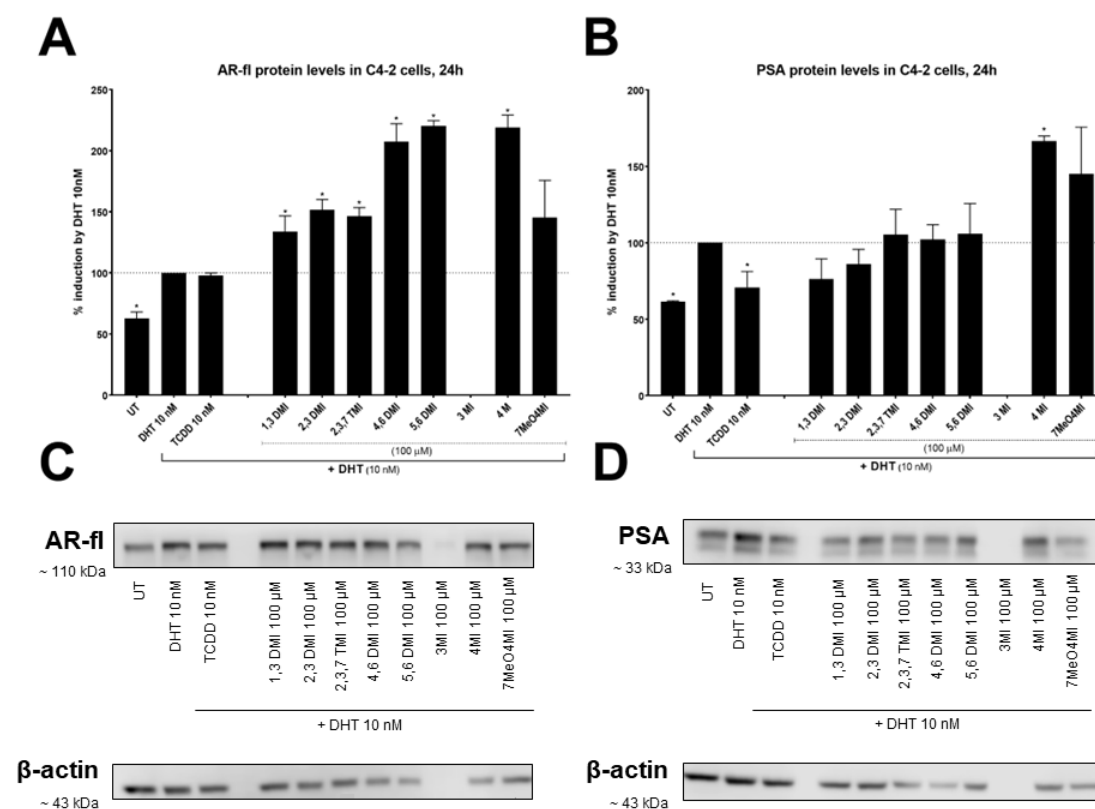 A
B
AR-fl protein levels in C4-2 cells, 24h
PSA protein levels in C4-2 cells, 24h
% induction by DHT 10nM
250
200
150
100
50
0
*
*
*
*
*
*
*
UT
DHT 10 nM
TCDD 10 nM
1,3 DMI
2,3 DMI
2,3,7 TMI
4,6 DMI
5,6 DMI
3 MI
4 M
7MeO4MI
(100 µM)
+ DHT (10 nM)
% induction by DHT 10nM
200
150
100
50
0
*
*
*
UT
DHT 10 nM
TCDD 10 nM
1,3 DMI
2,3 DMI
2,3,7 TMI
4,6 DMI
5,6 DMI
3 MI
4 MI
7MeO4MI
(100 µM)
+ DHT (10 nM)
C
D
AR-fl
~ 110 kDa
UT
DHT 10 nM
TCDD 10 nM
1,3 DMI 100 µM
2,3 DMI 100 µM
2,3,7 TMI 100 µM
4,6 DMI 100 µM
5,6 DMI 100 µM
3MI 100 µM
4MI 100 µM
7MeO4MI 100 µM
+ DHT 10 nM
β-actin
~ 43 kDa
PSA
~ 33 kDa
UT
DHT 10 nM
TCDD 10 nM
1,3 DMI 100 µM
2,3 DMI 100 µM
2,3,7 TMI 100 µM
4,6 DMI 100 µM
5,6 DMI 100 µM
3MI 100 µM
4MI 100 µM
7MeO4MI 100 µM
+ DHT 10 nM
β-actin
~ 43 kDa